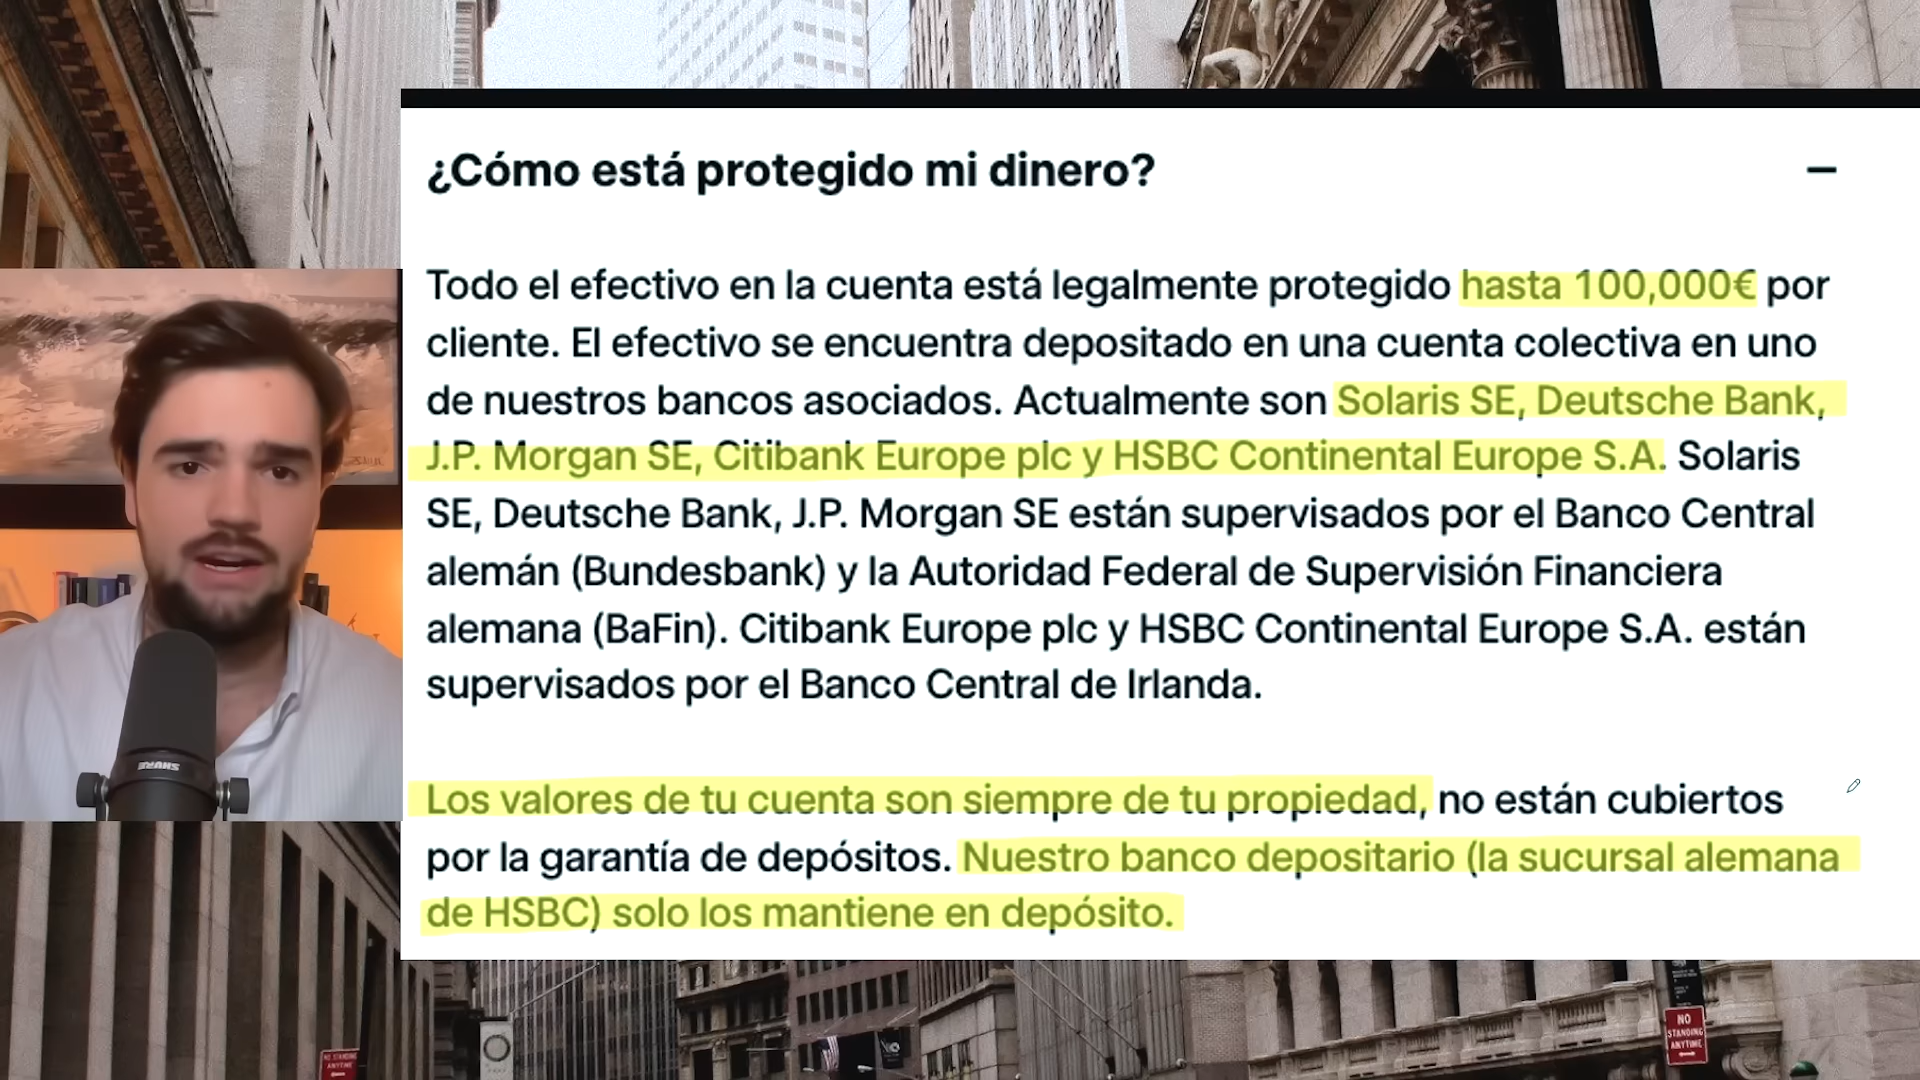 ¿Cómo está protegido mi dinero?
Todo el efectivo en la cuenta está legalmente protegido hasta 100,000€ por
cliente. El efectivo se encuentra depositado en una cuenta colectiva en uno
de nuestros bancos asociados. Actualmente son Solaris SE, Deutsche Bank,
J.P. Morgan SE, Citibank Europe plc y HSBC Continental Europe S.A. Solaris
SE, Deutsche Bank, J.P. Morgan SE están supervisados por el Banco Central
alemán (Bundesbank) y la Autoridad Federal de Supervisión Financiera
alemana (BaFin). Citibank Europe plc y HSBC Continental Europe S.A. están
supervisados por el Banco Central de Irlanda.
Los valores de tu cuenta son siempre de tu propiedad, no están cubiertos
por la garantía de depósitos. Nuestro banco depositario (la sucursal alemana
de HSBC) solo los mantiene en depósito.
SHURE
NO
STANDING
ANYTIME
NO STANDING
ANYTIME